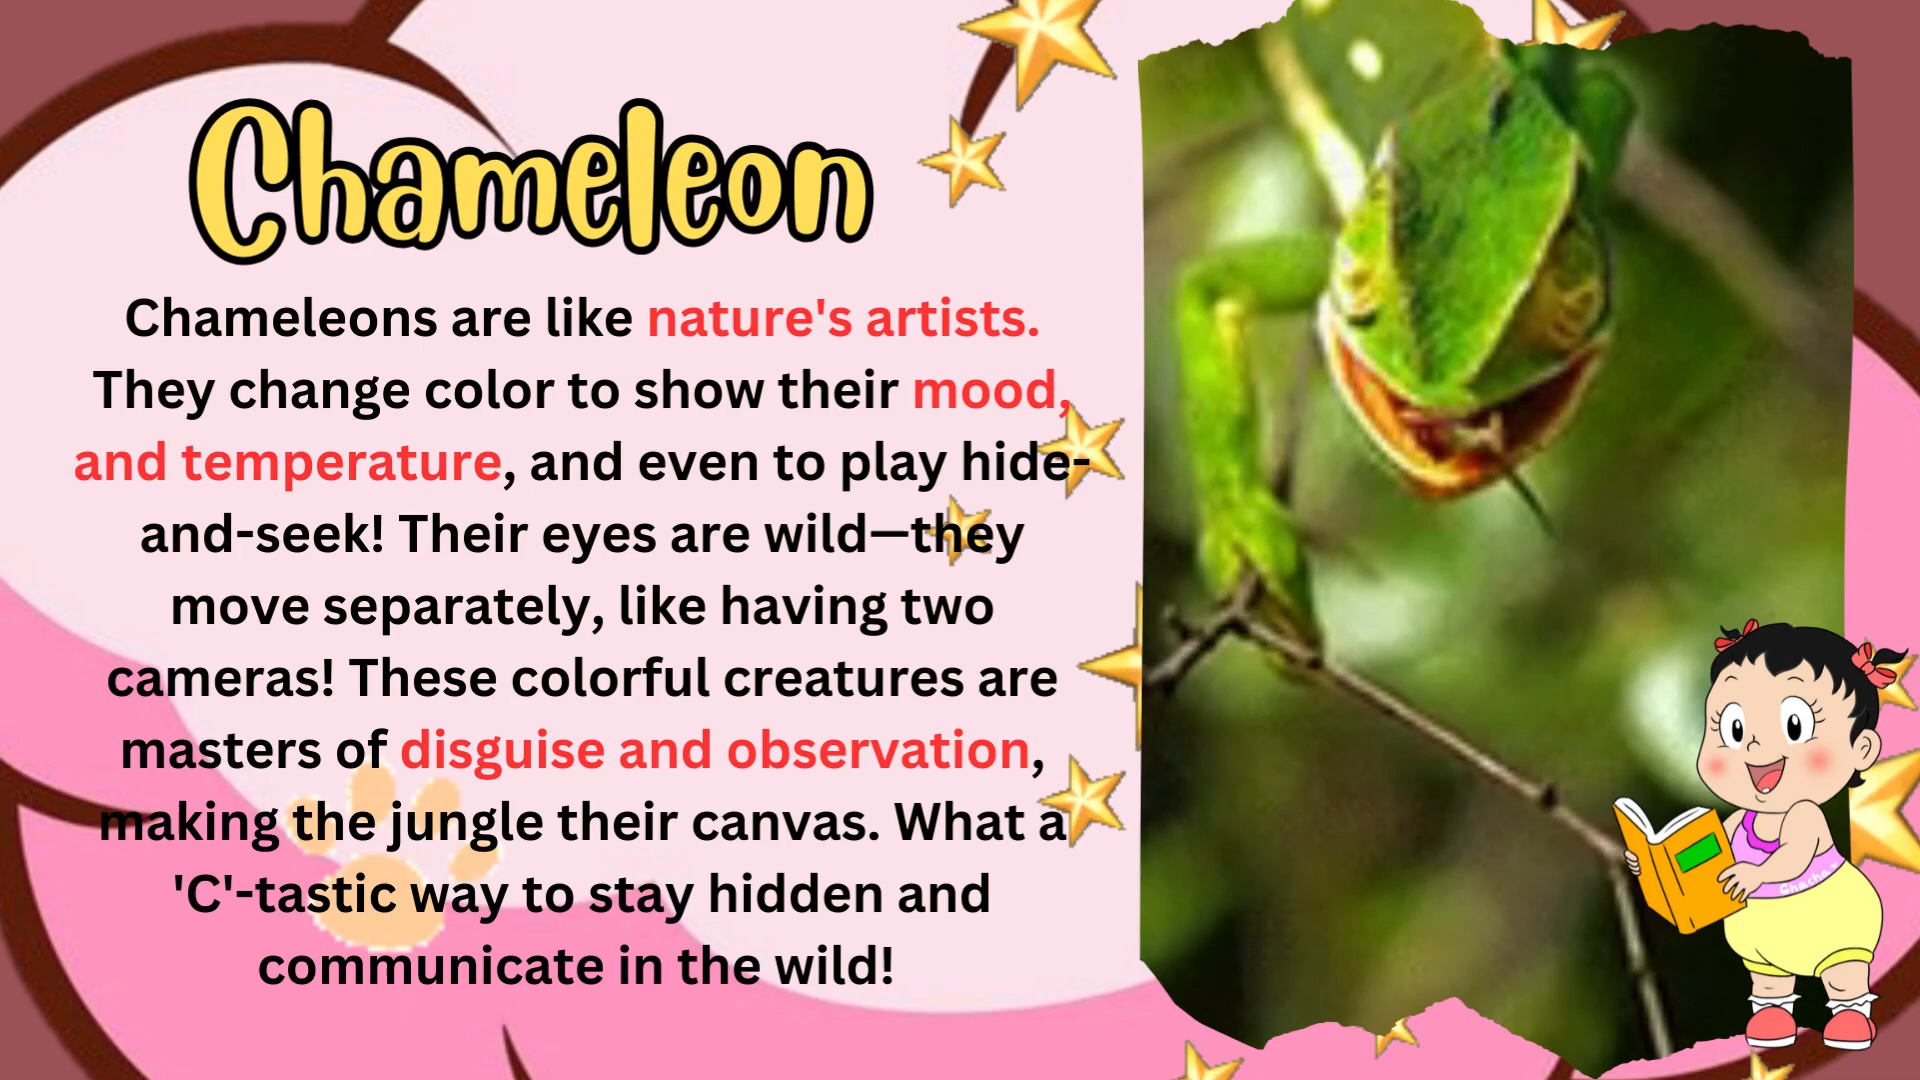 Chameleon
Chameleons are like nature's artists.
They change color to show their mood,
and temperature, and even to play hide-
and-seek! Their eyes are wild—they
move separately, like having two
cameras! These colorful creatures are
masters of disguise and observation,
making the jungle their canvas. What a
'C'-tastic way to stay hidden and
communicate in the wild!
Chacha